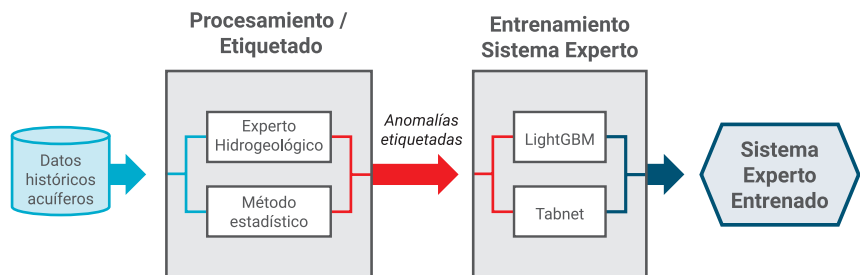 Procesamiento /
Etiquetado
Entrenamiento
Sistema Experto
Datos
históricos
acuíferos
Experto
Hidrogeológico
Método
estadístico
Anomalías
etiquetadas
LightGBM
Tabnet
Sistema
Experto
Entrenado